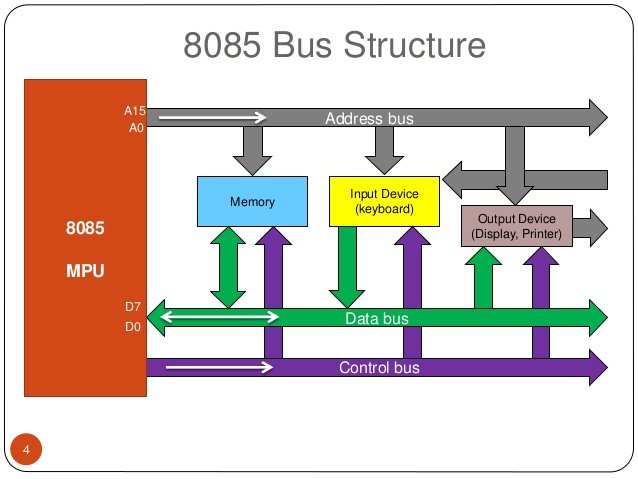 8085 Bus Structure
A15
A0
Address bus
Memory
Input Device
(keyboard)
Output Device
(Display, Printer)
8085
MPU
D7
D0
Data bus
Control bus
4